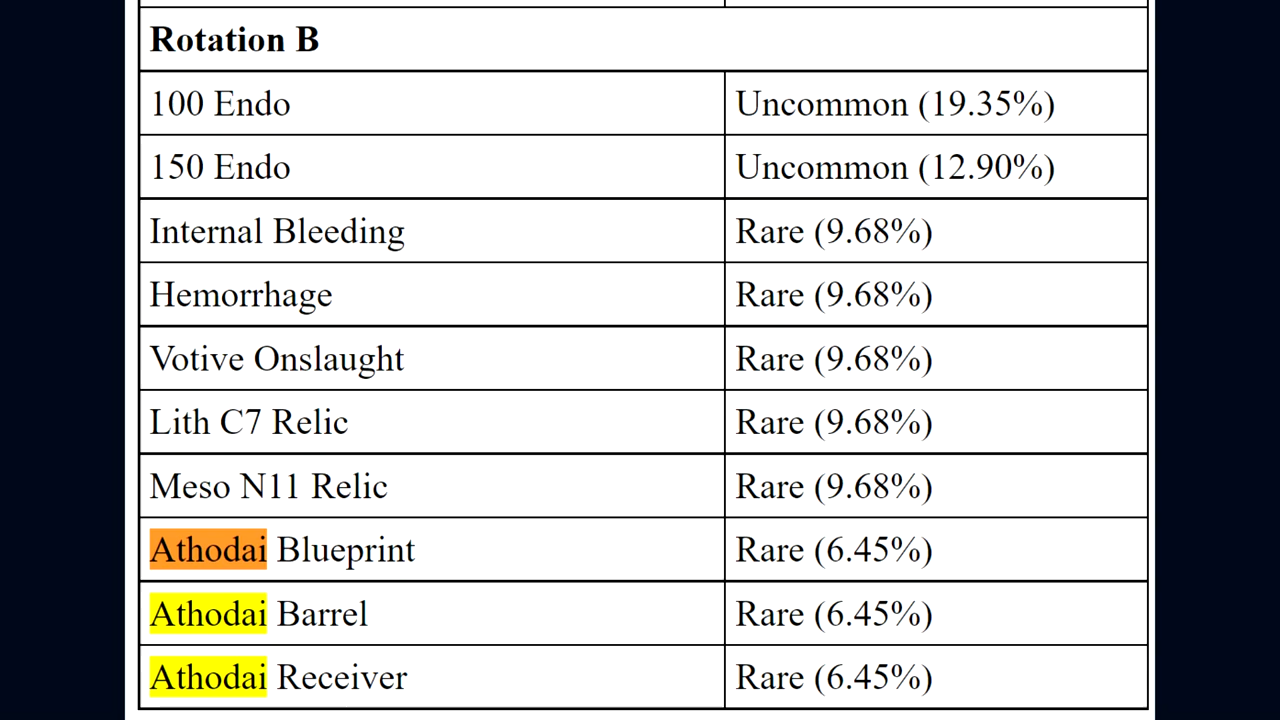 Rotation B
100 Endo Uncommon (19.35%)
150 Endo Uncommon (12.90%)
Internal Bleeding Rare (9.68%)
Hemorrhage Rare (9.68%)
Votive Onslaught Rare (9.68%)
Lith C7 Relic Rare (9.68%)
Meso N11 Relic Rare (9.68%)
Athodai Blueprint Rare (6.45%)
Athodai Barrel Rare (6.45%)
Athodai Receiver Rare (6.45%)